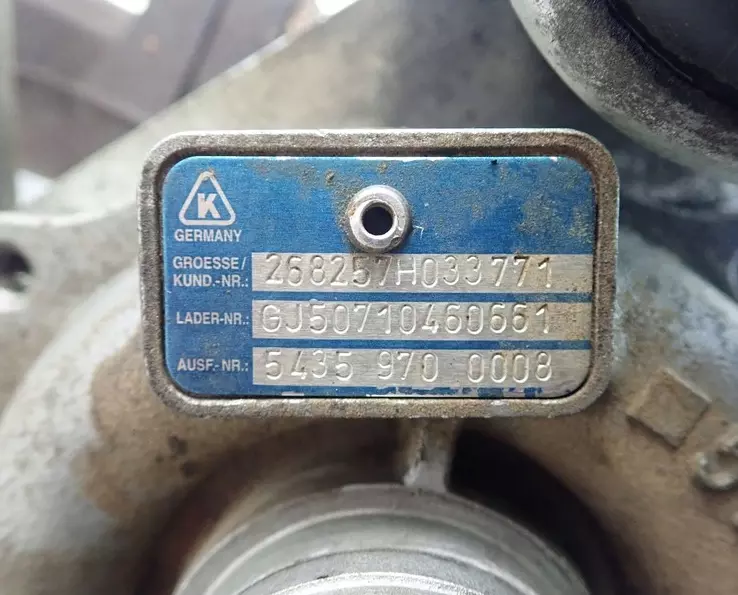 K
GERMANY
GROESSE/
KUND.-NR.: 268257H033771
LADER-NR.: GJ50710460661
AUSF.-NR.: 5435 970 0008